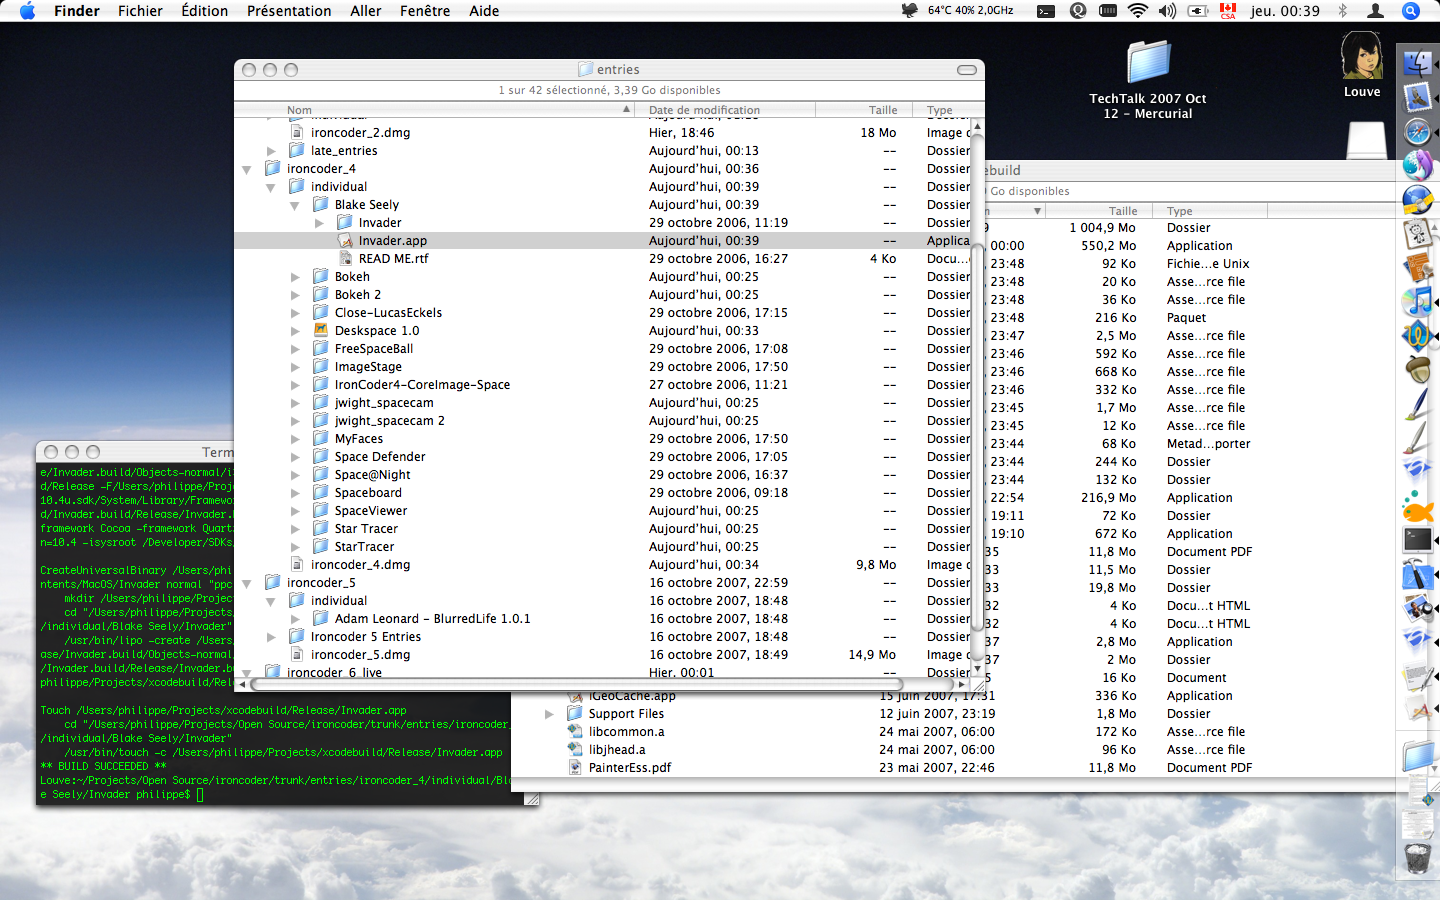 Finder Fichier Édition Présentation Aller Fenêtre Aide 64°C 40% 2,0GHz CSA jeu. 00:39
TechTalk 2007 Oct
12 - Mercurial
Louve
entries
1 sur 42 sélectionné, 3,39 Go disponibles
Nom Date de modification Taille Type
ironcoder_2.dmg Hier, 18:46 18 Mo Image d
late_entries Aujourd'hui, 00:13 -- Dossier
ironcoder_4 Aujourd'hui, 00:36 -- Dossier
individual Aujourd'hui, 00:39 -- Dossier
Blake Seely Aujourd'hui, 00:39 -- Dossier
Invader 29 octobre 2006, 11:19 -- Dossier
Invader.app Aujourd'hui, 00:39 -- Applica
READ ME.rtf 29 octobre 2006, 16:27 4 Ko Docu...
Bokeh Aujourd'hui, 00:25 -- Dossier
Bokeh 2 Aujourd'hui, 00:25 -- Dossier
Close-LucasEckels 29 octobre 2006, 17:15 -- Dossier
Deskspace 1.0 Aujourd'hui, 00:33 -- Dossier
FreeSpaceBall 29 octobre 2006, 17:08 -- Dossier
ImageStage 29 octobre 2006, 17:50 -- Dossier
IronCoder4-CoreImage-Space 27 octobre 2006, 11:21 -- Dossier
jwight_spacecam Aujourd'hui, 00:25 -- Dossier
jwight_spacecam 2 Aujourd'hui, 00:25 -- Dossier
MyFaces 29 octobre 2006, 17:50 -- Dossier
Space Defender 29 octobre 2006, 17:05 -- Dossier
Space@Night 29 octobre 2006, 16:37 -- Dossier
Spaceboard 29 octobre 2006, 09:18 -- Dossier
SpaceViewer Aujourd'hui, 00:25 -- Dossier
Star Tracer Aujourd'hui, 00:25 -- Dossier
StarTracer Aujourd'hui, 00:25 -- Dossier
ironcoder_4.dmg Aujourd'hui, 00:34 9,8 Mo Image d
ironcoder_5 16 octobre 2007, 22:59 -- Dossier
individual 16 octobre 2007, 18:48 -- Dossier
Adam Leonard - BlurredLife 1.0.1 16 octobre 2007, 18:48 -- Dossier
Ironcoder 5 Entries 16 octobre 2007, 18:48 -- Dossier
ironcoder_5.dmg 16 octobre 2007, 18:49 14,9 Mo Image d
ironcoder_6_live Hier, 00:01 -- Dossier
ebuild
Go disponibles
Taille Type
1 004,9 Mo Dossier
00:00 550,2 Mo Application
, 23:48 92 Ko Fichie...e Unix
, 23:48 20 Ko Asse...rce file
, 23:48 36 Ko Asse...rce file
, 23:48 216 Ko Paquet
, 23:47 2,5 Mo Asse...rce file
, 23:46 592 Ko Asse...rce file
, 23:46 668 Ko Asse...rce file
, 23:46 332 Ko Asse...rce file
, 23:45 1,7 Mo Asse...rce file
, 23:45 12 Ko Asse...rce file
, 23:44 68 Ko Metad...porter
, 23:44 244 Ko Dossier
, 23:44 132 Ko Dossier
, 22:54 216,9 Mo Application
, 19:11 72 Ko Dossier
, 19:10 672 Ko Application
35 11,8 Mo Document PDF
33 11,5 Mo Dossier
33 19,8 Mo Dossier
32 4 Ko Docu...t HTML
32 4 Ko Docu...t HTML
37 2,8 Mo Application
37 2 Mo Dossier
5 16 Ko Document
iGeoCache.app 15 juin 2007, 17:31 336 Ko Application
Support Files 12 juin 2007, 23:19 1,8 Mo Dossier
libcommon.a 24 mai 2007, 06:00 172 Ko Asse...rce file
libjhead.a 24 mai 2007, 06:00 96 Ko Asse...rce file
PainterEss.pdf 23 mai 2007, 22:46 11,8 Mo Document PDF
Term
e/Invader.build/Objects-normal/i
d/Release -F/Users/philippe/Proj
10.4u.sdk/System/Library/Framewo
d/Invader.build/Release/Invader.
framework Cocoa -framework Quart
n=10.4 -isysroot /Developer/SDKs
CreateUniversalBinary /Users/phi
ntents/MacOS/Invader normal "ppc
mkdir /Users/philippe/Projec
cd "/Users/philippe/Projects
/individual/Blake Seely/Invader"
/usr/bin/lipo -create /Users
ase/Invader.build/Objects-normal
/Invader.build/Release/Invader.b
philippe/Projects/xcodebuild/Rel
Touch /Users/philippe/Projects/xcodebuild/Release/Invader.app
cd "/Users/philippe/Projects/Open Source/ironcoder/trunk/entries/ironcoder_
/individual/Blake Seely/Invader"
/usr/bin/touch -c /Users/philippe/Projects/xcodebuild/Release/Invader.app
** BUILD SUCCEEDED **
Louve:~/Projects/Open Source/ironcoder/trunk/entries/ironcoder_4/individual/Bl
e Seely/Invader philippe$